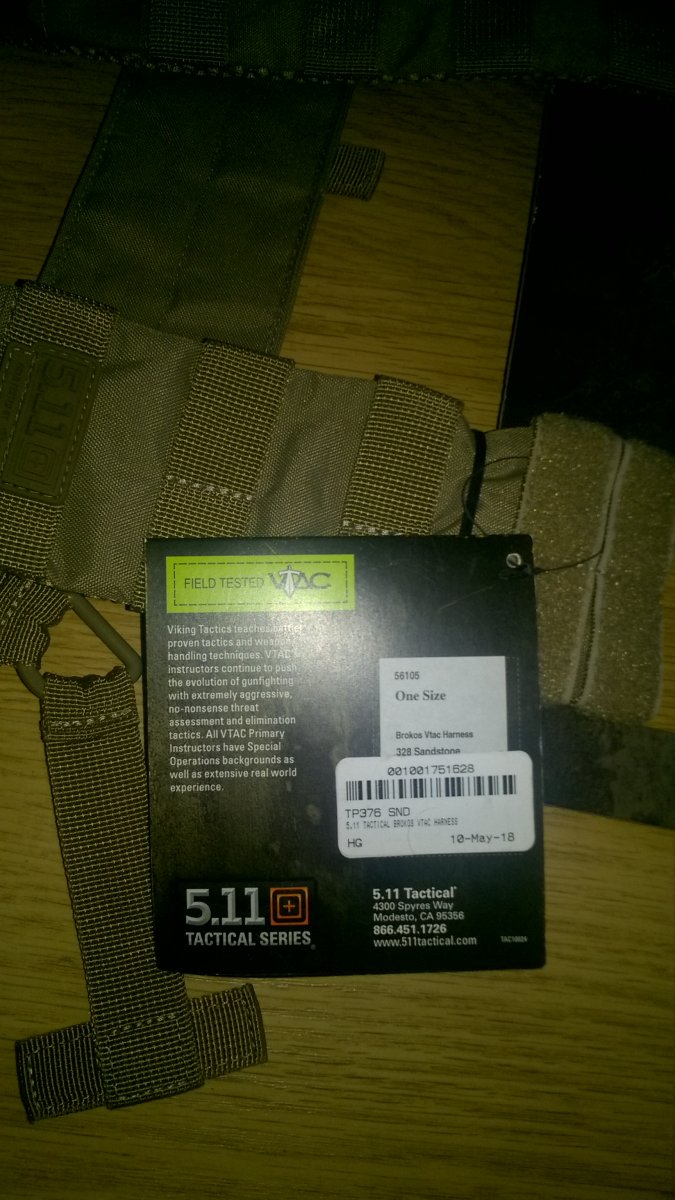 5.11
FIELD TESTED VTAC
Viking Tactics teaches battle
proven tactics and weapon
handling techniques. VTAC
instructors continue to push
the evolution of gunfighting
with extremely aggressive,
no-nonsense threat
assessment and elimination
tactics. All VTAC Primary
Instructors have Special
Operations backgrounds as
well as extensive real world
experience.
56105
One Size
Brokos Vtac Harness
328 Sandstone
001001751628
TP376 SND
5.11 TACTICAL BROKOS VTAC HARNESS
HG 10-May-18
5.11
TACTICAL SERIES®
5.11 Tactical®
4300 Spyres Way
Modesto, CA 95356
866.451.1726
www.511tactical.com
TAC10024